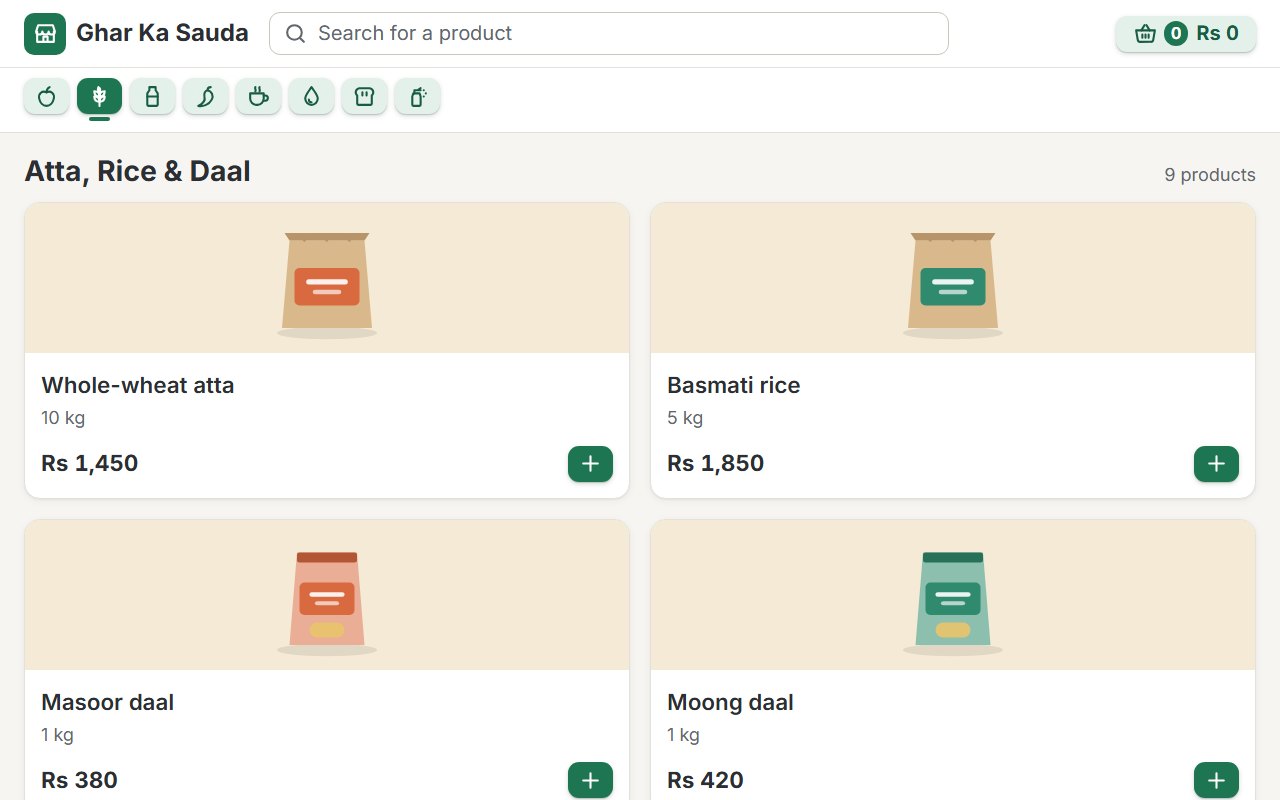 Ghar Ka Sauda
Search for a product
0 Rs 0
Atta, Rice & Daal
9 products
Whole-wheat atta
10 kg
Rs 1,450
Basmati rice
5 kg
Rs 1,850
Masoor daal
1 kg
Rs 380
Moong daal
1 kg
Rs 420